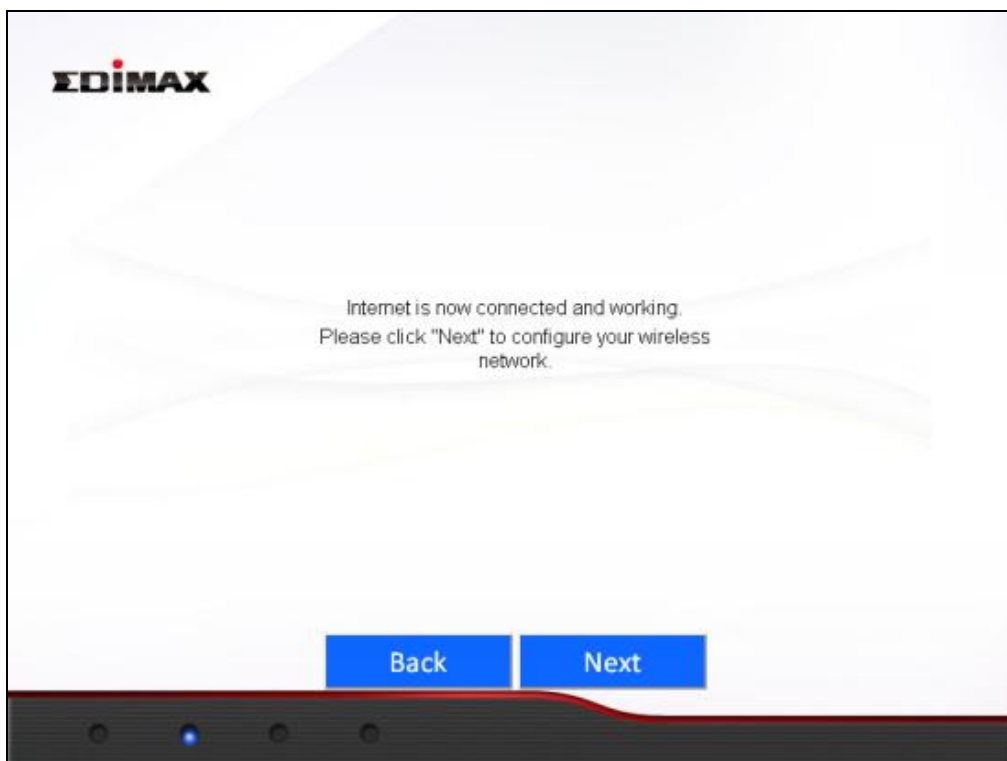 EDIMAX
Internet is now connected and working.
Please click "Next" to configure your wireless
network.
Back
Next